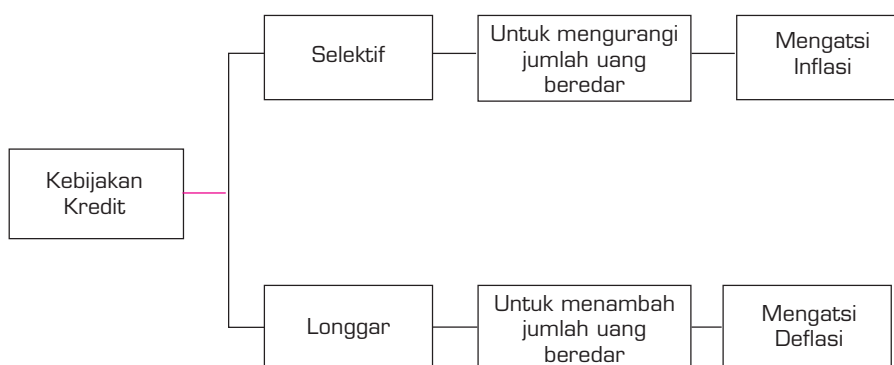 Kebijakan
Kredit
Selektif
Untuk mengurangi
jumlah uang
beredar
Mengatsi
Inflasi
Longgar
Untuk menambah
jumlah uang
beredar
Mengatsi
Deflasi